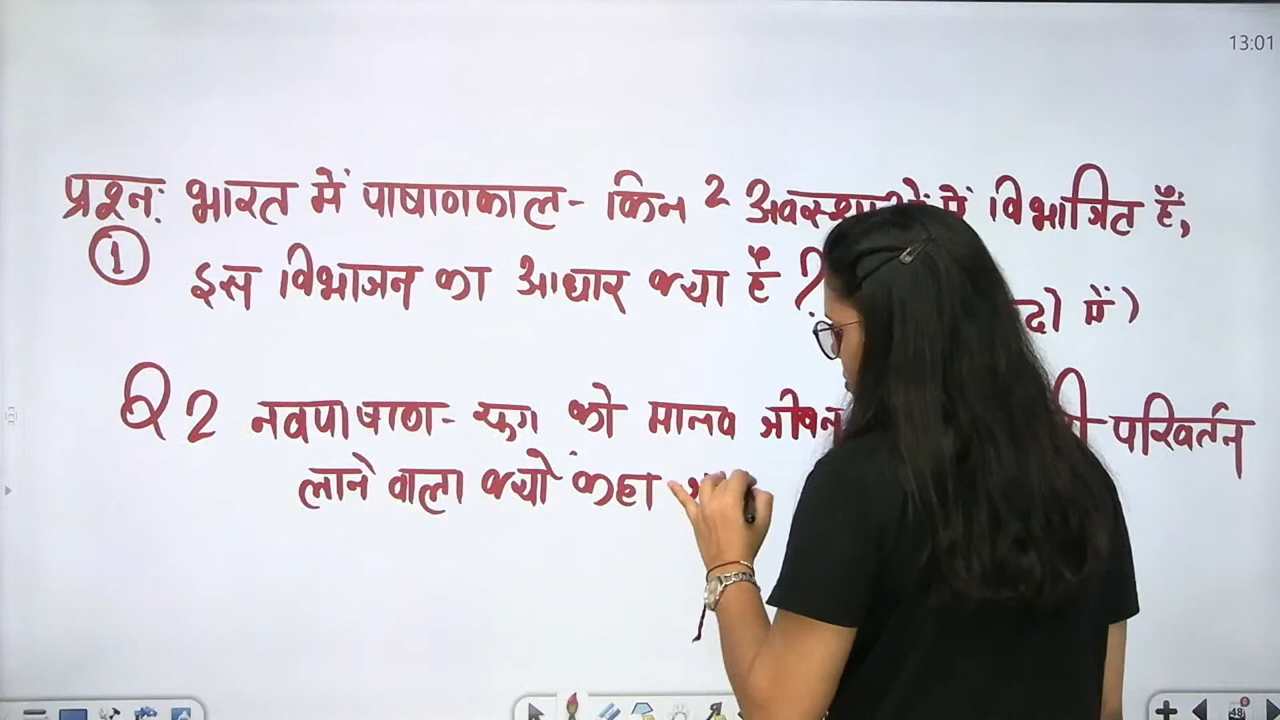 13:01
प्रश्न: भारत में पाषाणकाल - किन 2 अवस्थाओं में विभाजित हैं,
1 इस विभाजन का आधार क्या हैं ? में)
Q2 नवपाषाण - युग को मानव जीवन परिवर्तन
लाने वाला क्यों कहा
48